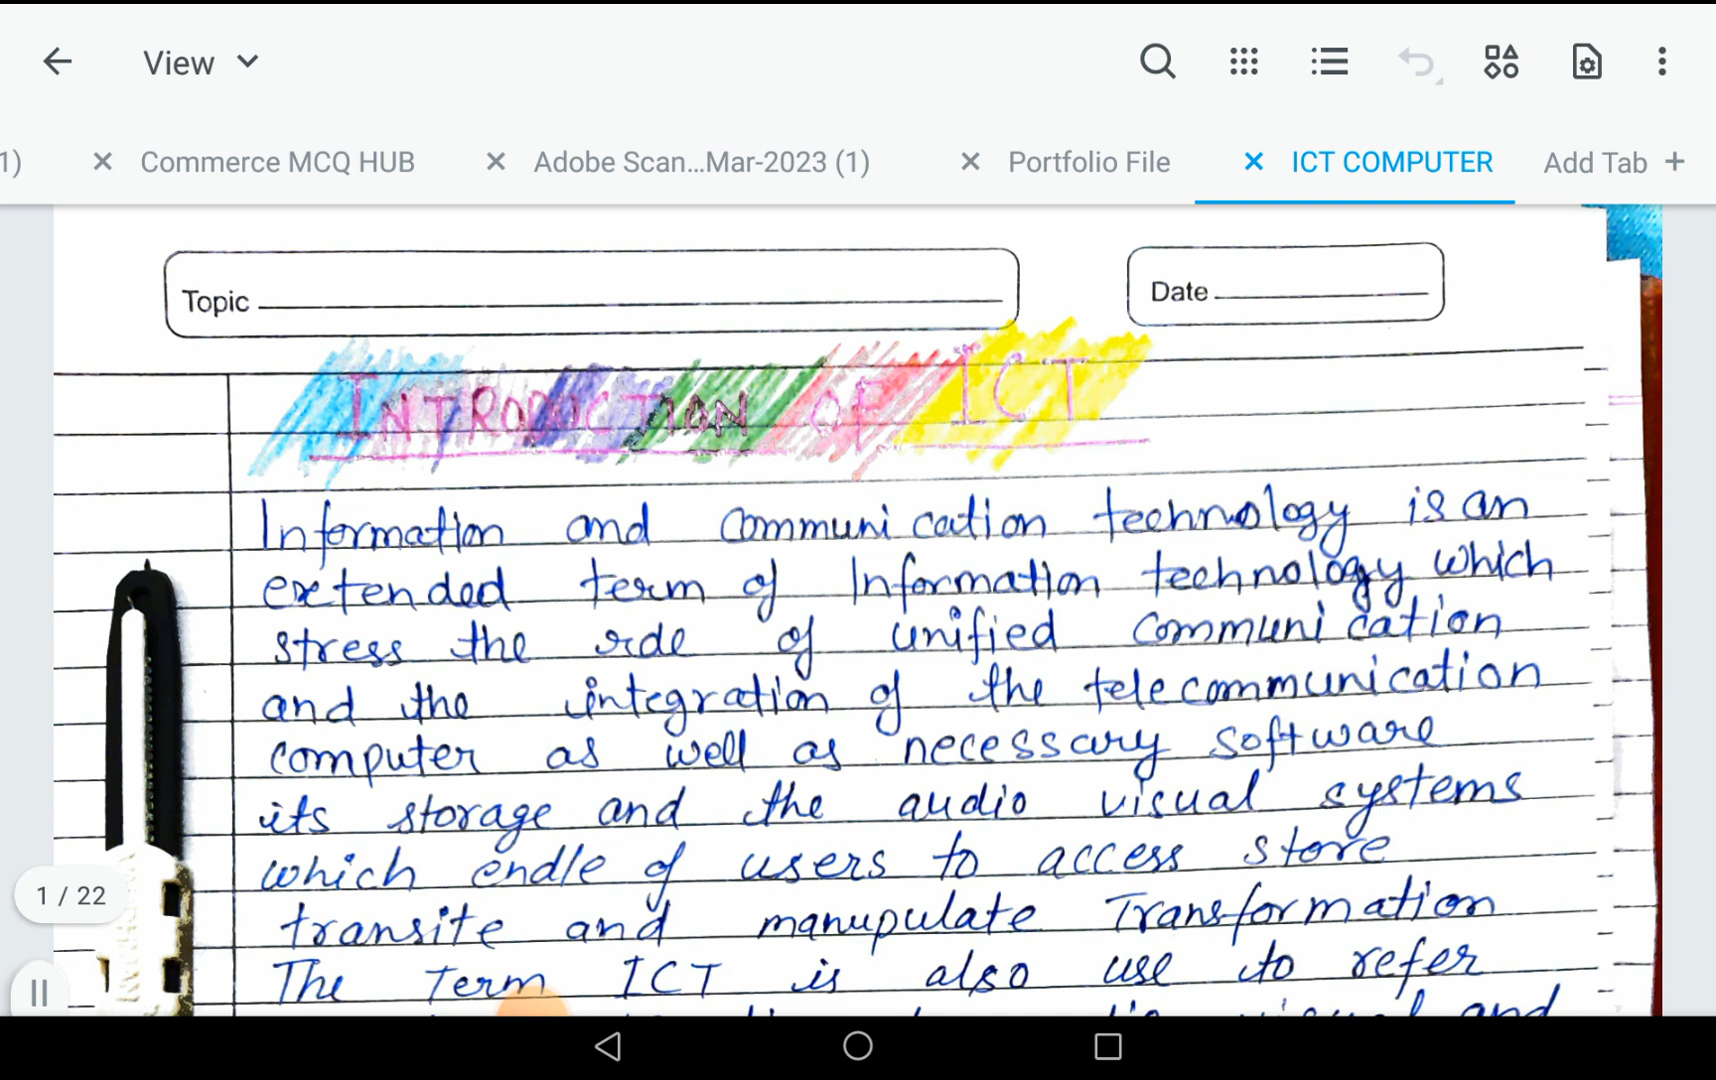 View
1) × Commerce MCQ HUB × Adobe Scan...Mar-2023 (1) × Portfolio File × ICT COMPUTER Add Tab +
Topic
Date
INTRODUCTION OF ICT
Information and communication technology is an
extended term of Information technology which
stress the role of unified communication
and the integration of the telecommunication
computer as well as necessary software
its storage and the audio visual systems
which endle of users to access store
transite and manupulate Transformation
The Term ICT is also use to refer
visual and
1 / 22